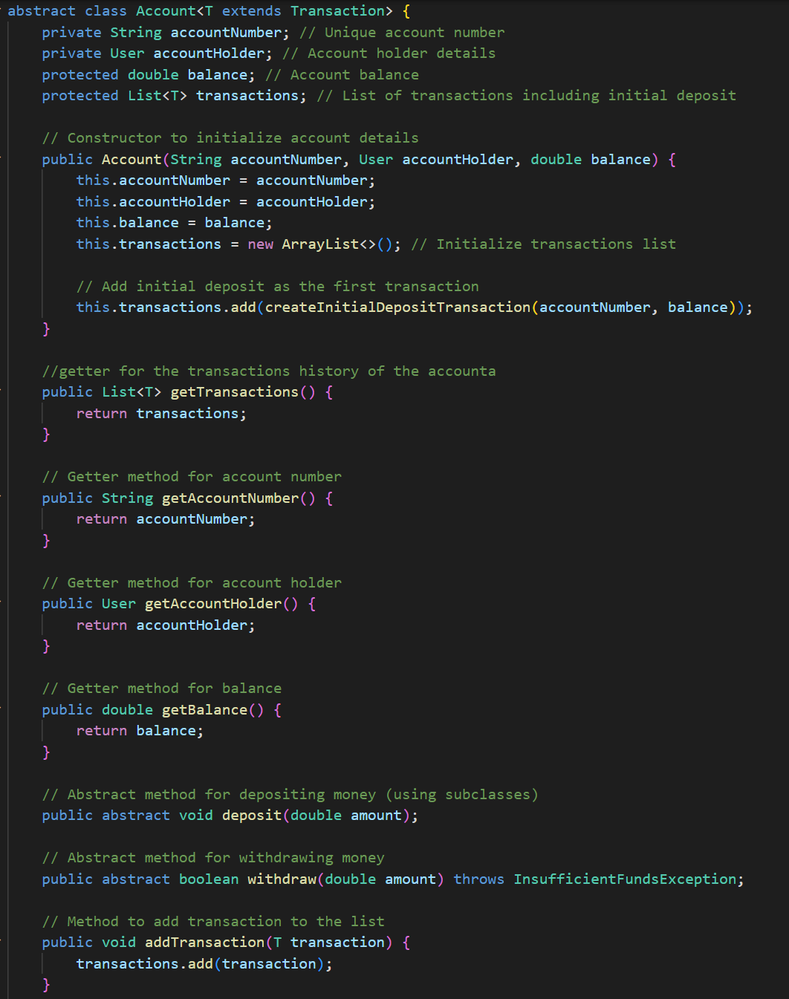 abstract class Account<T extends Transaction> {
    private String accountNumber; // Unique account number
    private User accountHolder; // Account holder details
    protected double balance; // Account balance
    protected List<T> transactions; // List of transactions including initial deposit

    // Constructor to initialize account details
    public Account(String accountNumber, User accountHolder, double balance) {
        this.accountNumber = accountNumber;
        this.accountHolder = accountHolder;
        this.balance = balance;
        this.transactions = new ArrayList<>(); // Initialize transactions list

        // Add initial deposit as the first transaction
        this.transactions.add(createInitialDepositTransaction(accountNumber, balance));
    }

    //getter for the transactions history of the accounta
    public List<T> getTransactions() {
        return transactions;
    }

    // Getter method for account number
    public String getAccountNumber() {
        return accountNumber;
    }

    // Getter method for account holder
    public User getAccountHolder() {
        return accountHolder;
    }

    // Getter method for balance
    public double getBalance() {
        return balance;
    }

    // Abstract method for depositing money (using subclasses)
    public abstract void deposit(double amount);

    // Abstract method for withdrawing money
    public abstract boolean withdraw(double amount) throws InsufficientFundsException;

    // Method to add transaction to the list
    public void addTransaction(T transaction) {
        transactions.add(transaction);
    }